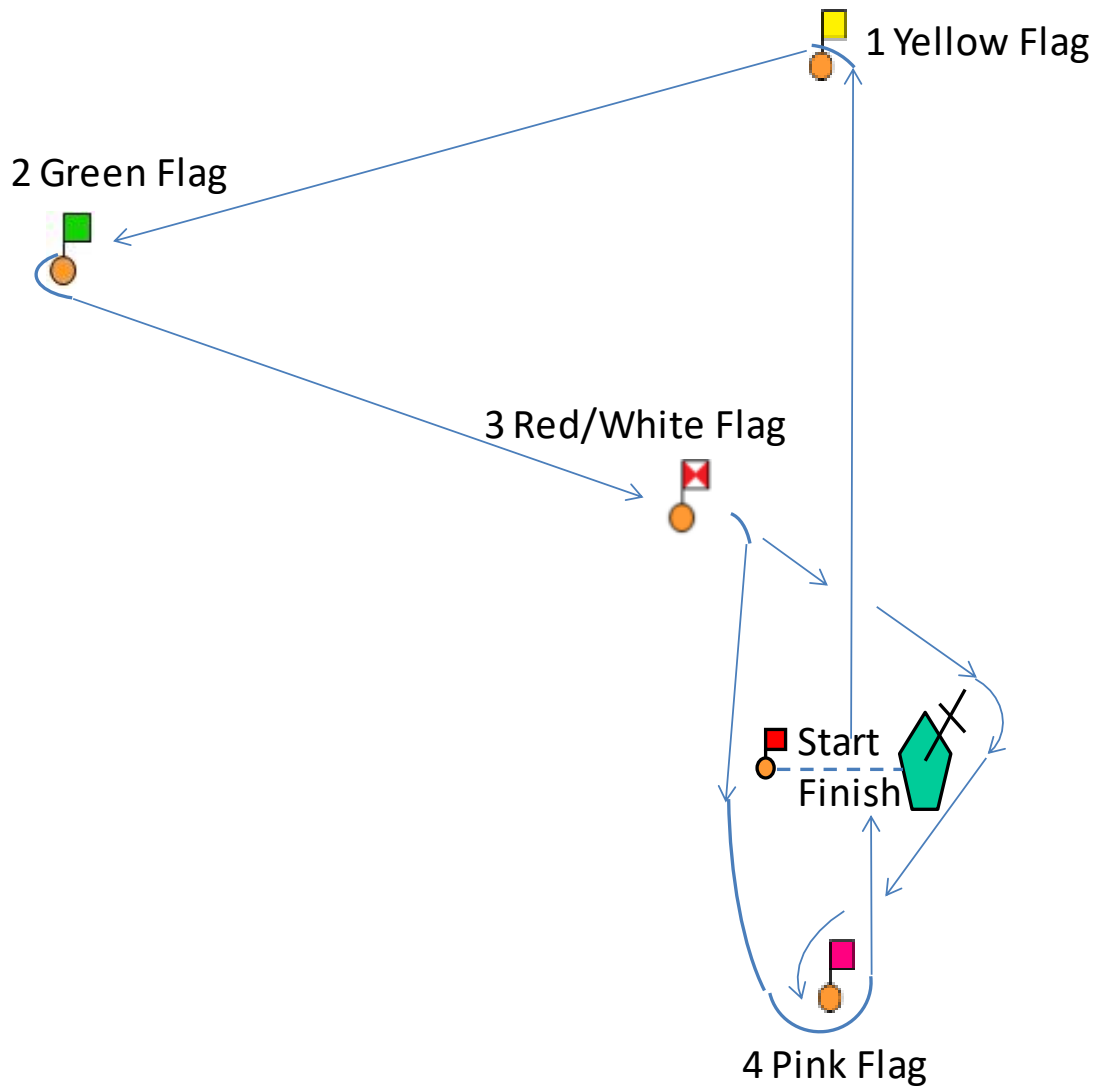 1 Yellow Flag
2 Green Flag
3 Red/White Flag
Start
Finish
4 Pink Flag